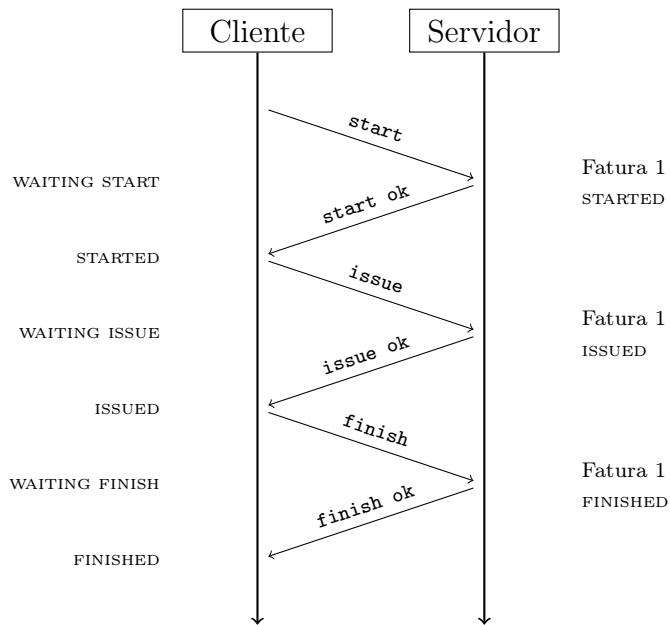 Cliente
Servidor
start
Fatura 1
WAITING START
STARTED
start ok
STARTED
issue
Fatura 1
WAITING ISSUE
ISSUED
issue ok
ISSUED
finish
Fatura 1
WAITING FINISH
FINISHED
finish ok
FINISHED